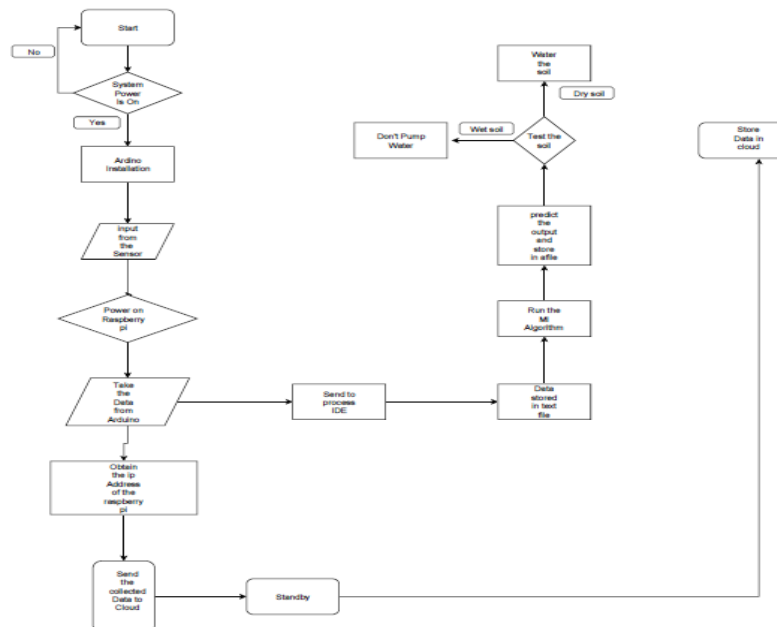 Start
No
System
Power
Is On
Yes
Ardino
Installation
Input
from
the
Sensor
Power on
Raspberry
pi
Take
the
Data
from
Arduino
Send to
process
IDE
Data
stored
in text
file
Run the
Ml
Algorithm
predict
the
output
and
store
in afile
Test the
soil
Wet soil
Don't Pump
Water
Dry soil
Water
the
soil
Obtain
the ip
Address
of the
raspberry
pi
Send
the
collected
Data to
Cloud
Standby
Store
Data in
cloud